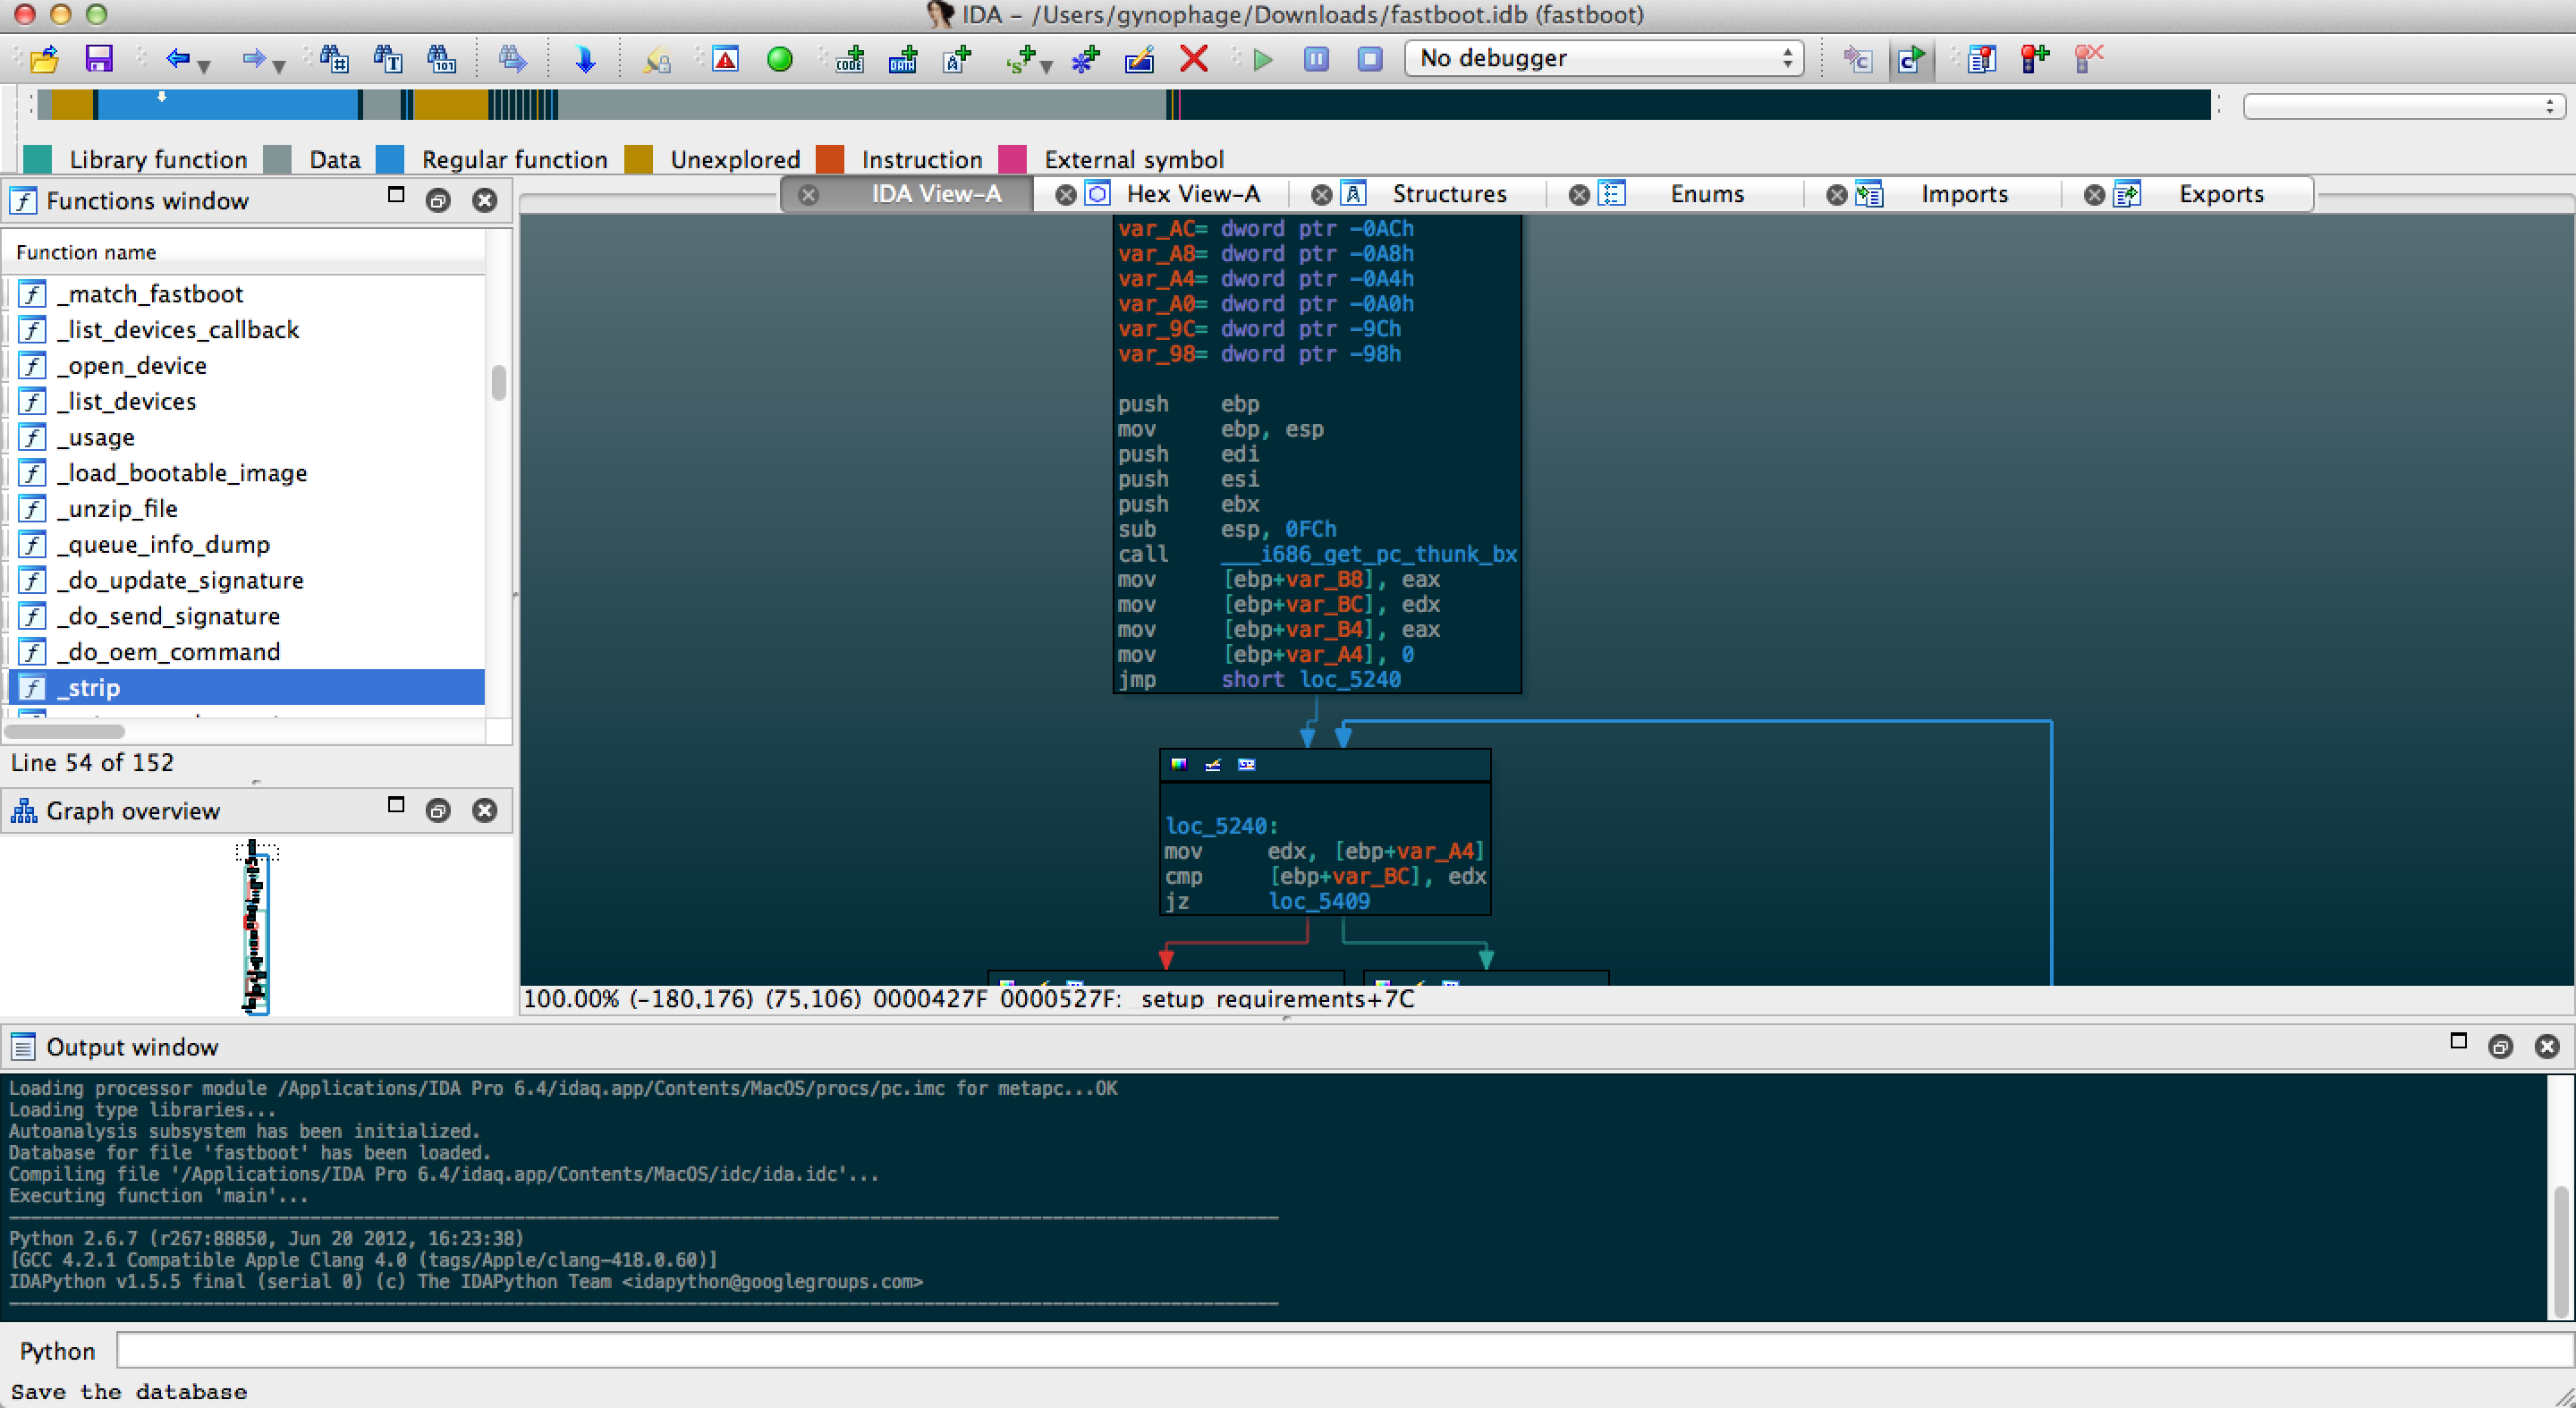 IDA – /Users/gynophage/Downloads/fastboot.idb (fastboot)
No debugger
Library function Data Regular function Unexplored Instruction External symbol
Functions window
Function name
_match_fastboot
_list_devices_callback
_open_device
_list_devices
_usage
_load_bootable_image
_unzip_file
_queue_info_dump
_do_update_signature
_do_send_signature
_do_oem_command
_strip
Line 54 of 152
Graph overview
IDA View-A Hex View-A Structures Enums Imports Exports
var_AC= dword ptr -0ACh
var_A8= dword ptr -0A8h
var_A4= dword ptr -0A4h
var_A0= dword ptr -0A0h
var_9C= dword ptr -9Ch
var_98= dword ptr -98h
push ebp
mov ebp, esp
push edi
push esi
push ebx
sub esp, 0FCh
call ___i686_get_pc_thunk_bx
mov [ebp+var_B8], eax
mov [ebp+var_BC], edx
mov [ebp+var_B4], eax
mov [ebp+var_A4], 0
jmp short loc_5240
loc_5240:
mov edx, [ebp+var_A4]
cmp [ebp+var_BC], edx
jz loc_5409
100.00% (-180,176) (75,106) 0000427F 0000527F: _setup_requirements+7C
Output window
Loading processor module /Applications/IDA Pro 6.4/idaq.app/Contents/MacOS/procs/pc.imc for metapc...OK
Loading type libraries...
Autoanalysis subsystem has been initialized.
Database for file 'fastboot' has been loaded.
Compiling file '/Applications/IDA Pro 6.4/idaq.app/Contents/MacOS/idc/ida.idc'...
Executing function 'main'...
Python 2.6.7 (r267:88850, Jun 20 2012, 16:23:38)
[GCC 4.2.1 Compatible Apple Clang 4.0 (tags/Apple/clang-418.0.60)]
IDAPython v1.5.5 final (serial 0) (c) The IDAPython Team <idapython@googlegroups.com>
Python
Save the database